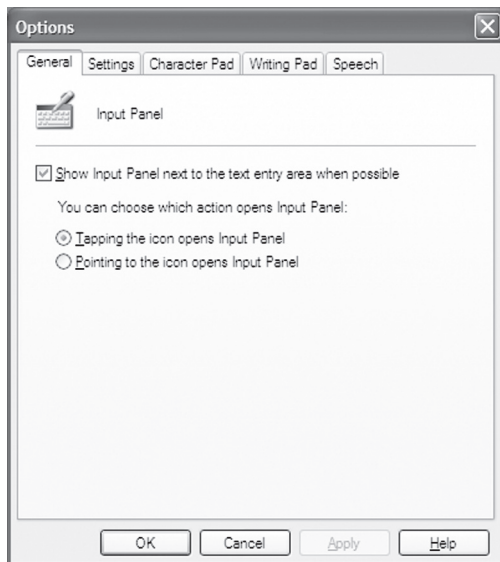 Options
General Settings Character Pad Writing Pad Speech
Input Panel
Show Input Panel next to the text entry area when possible
You can choose which action opens Input Panel:
Tapping the icon opens Input Panel
Pointing to the icon opens Input Panel
OK Cancel Apply Help